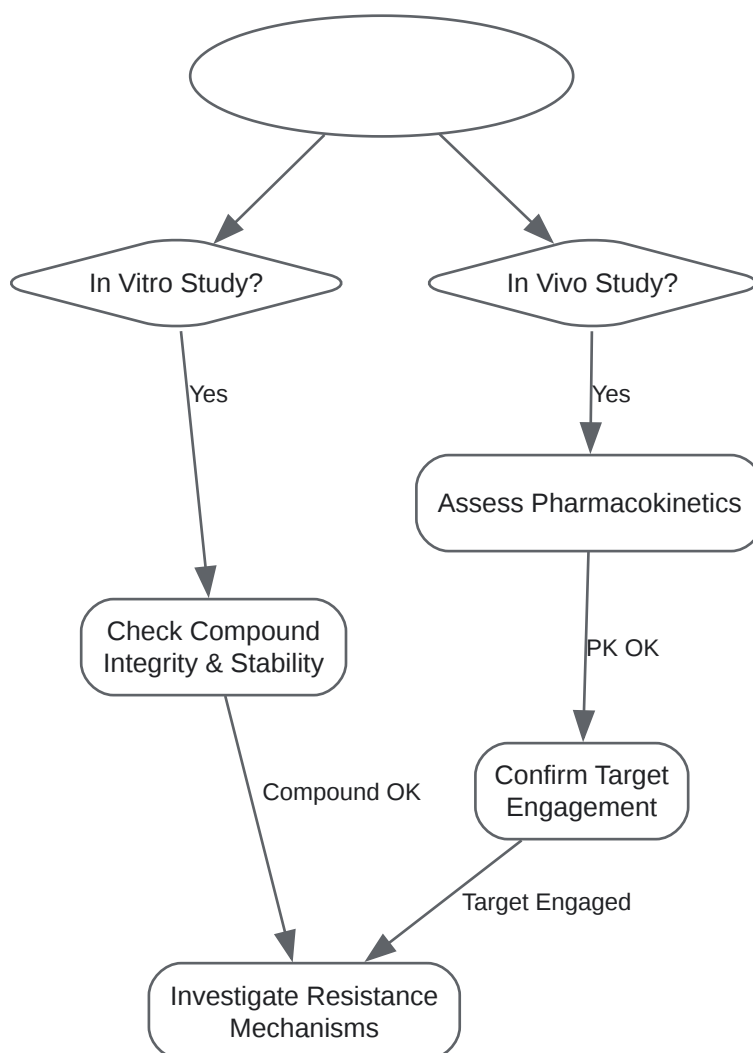 In Vitro Study?
In Vivo Study?
Yes
Yes
Assess Pharmacokinetics
Check Compound
Integrity & Stability
PK OK
Confirm Target
Engagement
Compound OK
Target Engaged
Investigate Resistance
Mechanisms